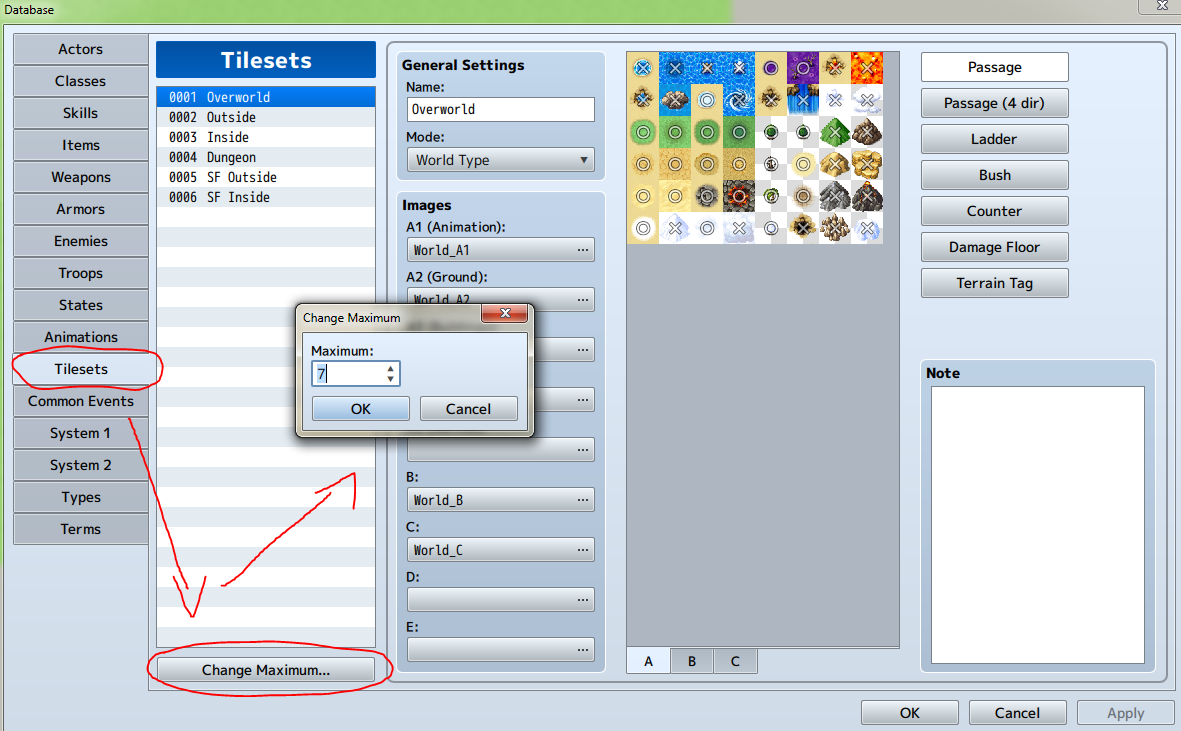 Database
Actors
Classes
Skills
Items
Weapons
Armors
Enemies
Troops
States
Animations
Tilesets
Common Events
System 1
System 2
Types
Terms
Tilesets
0001 Overworld
0002 Outside
0003 Inside
0004 Dungeon
0005 SF Outside
0006 SF Inside
Change Maximum...
General Settings
Name:
Overworld
Mode:
World Type
Images
A1 (Animation):
World_A1
...
A2 (Ground):
World_A2
...
...
...
...
B:
World_B
...
C:
World_C
...
D:
...
E:
...
Change Maximum
Maximum:
7
OK
Cancel
A
B
C
Passage
Passage (4 dir)
Ladder
Bush
Counter
Damage Floor
Terrain Tag
Note
OK
Cancel
Apply